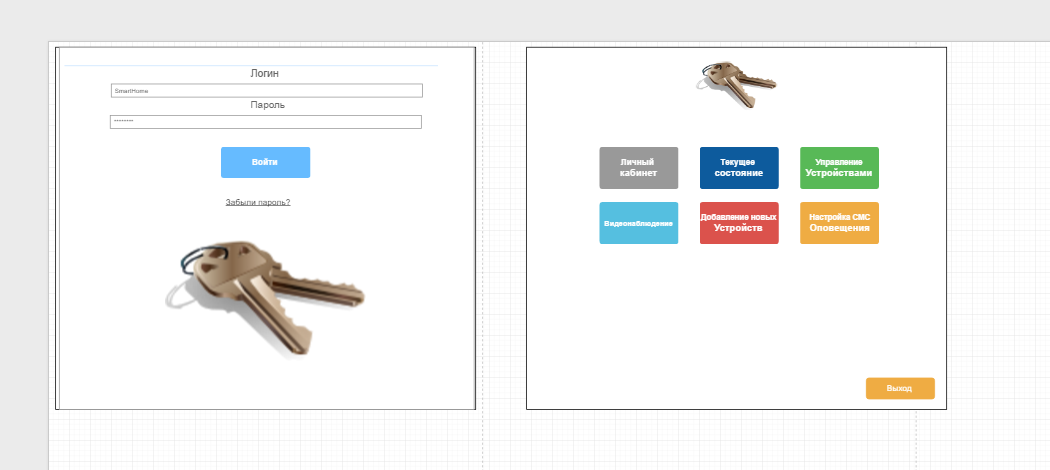 Логин
SmartHome
Пароль
********
Войти
Забыли пароль?
Личный
кабинет
Текущее
состояние
Управление
Устройствами
Видеонаблюдение
Добавление новых
Устройств
Настройка СМС
Оповещения
Выход